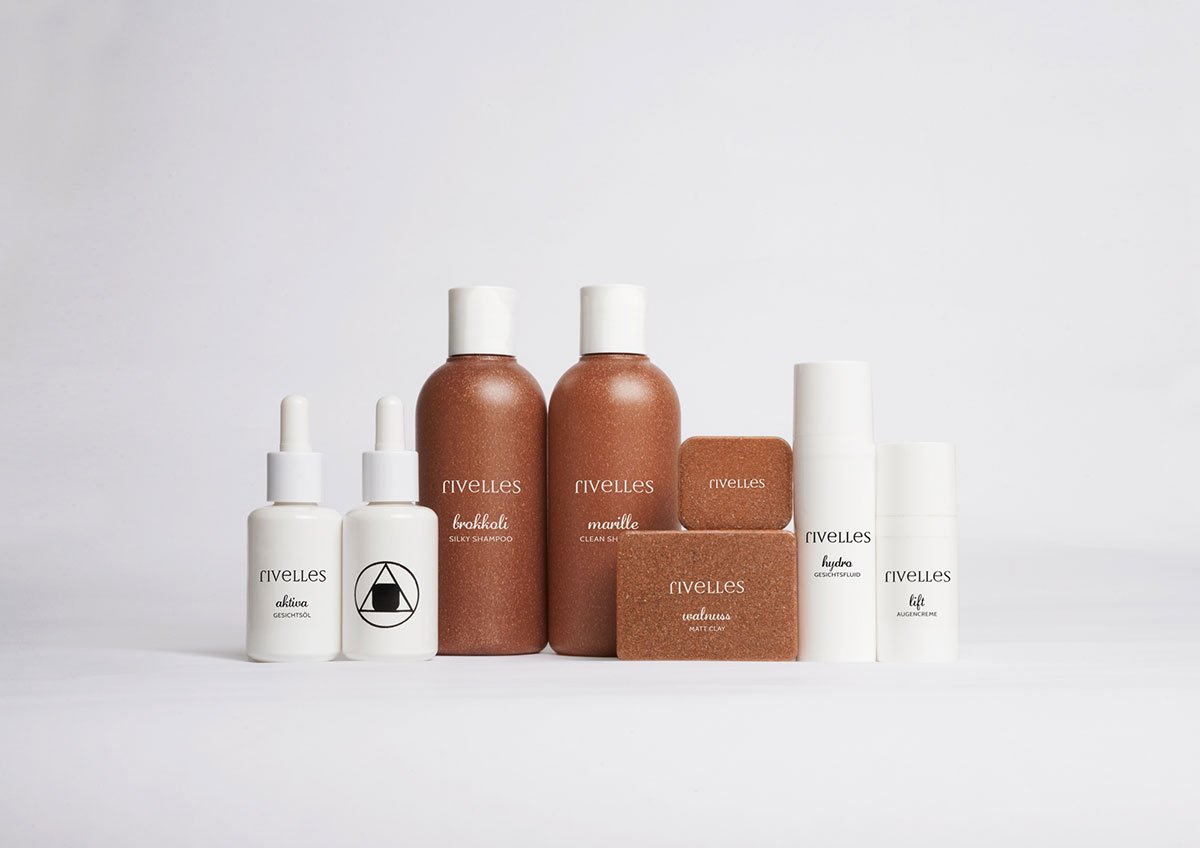 rivelles
aktiva
GESICHTSÖL
rivelles
brokkoli
SILKY SHAMPOO
rivelles
marille
CLEAN SH
rivelles
rivelles
walnuss
MATT CLAY
rivelles
hydro
GESICHTSFLUID
rivelles
lift
AUGENCREME